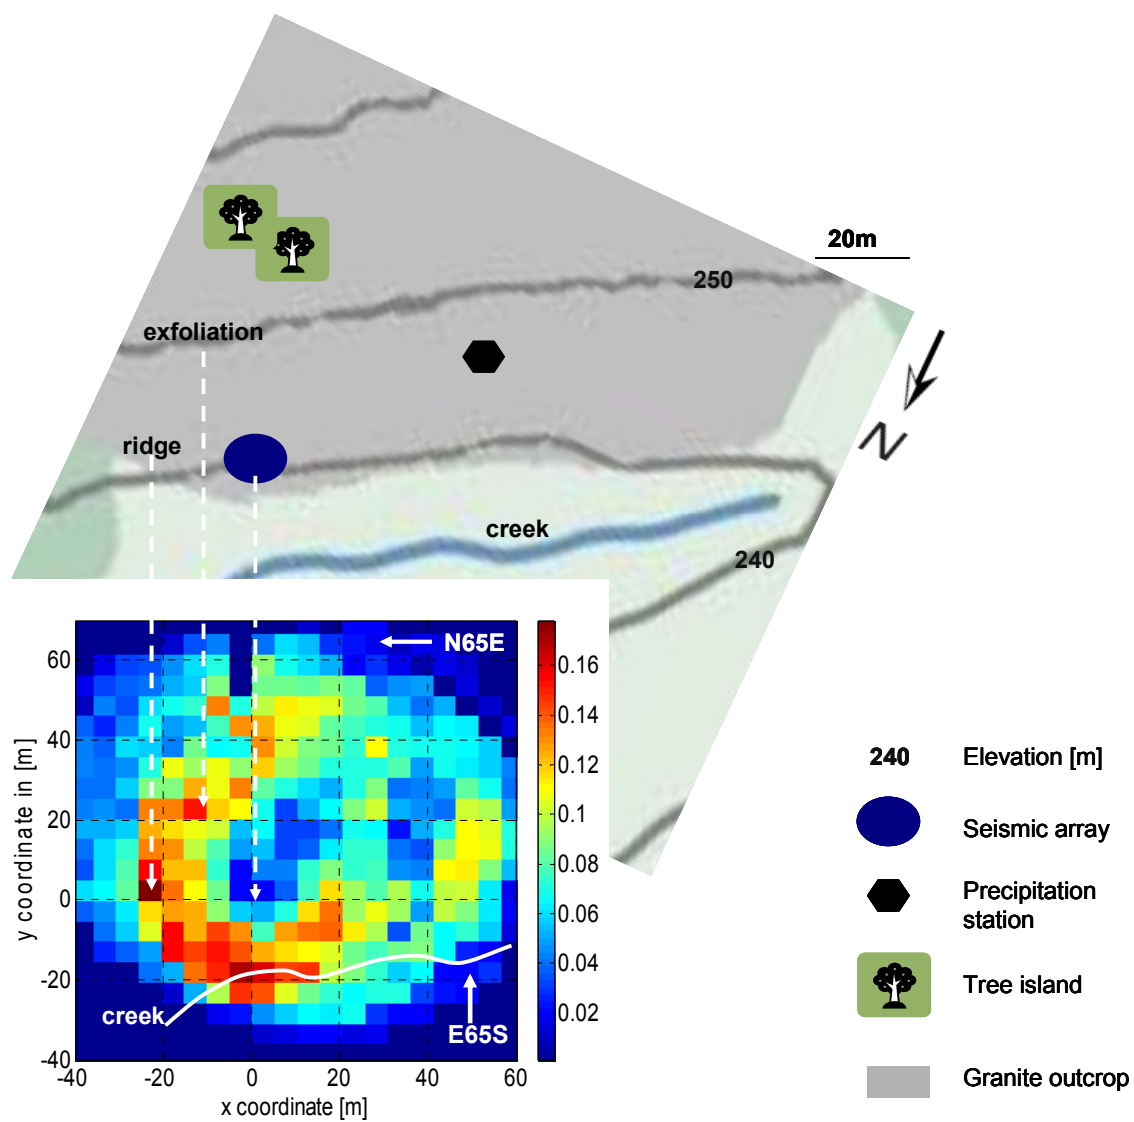 20m
250
exfoliation
ridge
N
creek
240
N65E
60
40
20
0
-20
-40
y coordinate in [m]
creek
E65S
-40
-20
0
20
40
60
x coordinate [m]
0.16
0.14
0.12
0.1
0.08
0.06
0.04
0.02
240
Elevation [m]
Seismic array
Precipitation
station
Tree island
Granite outcrop